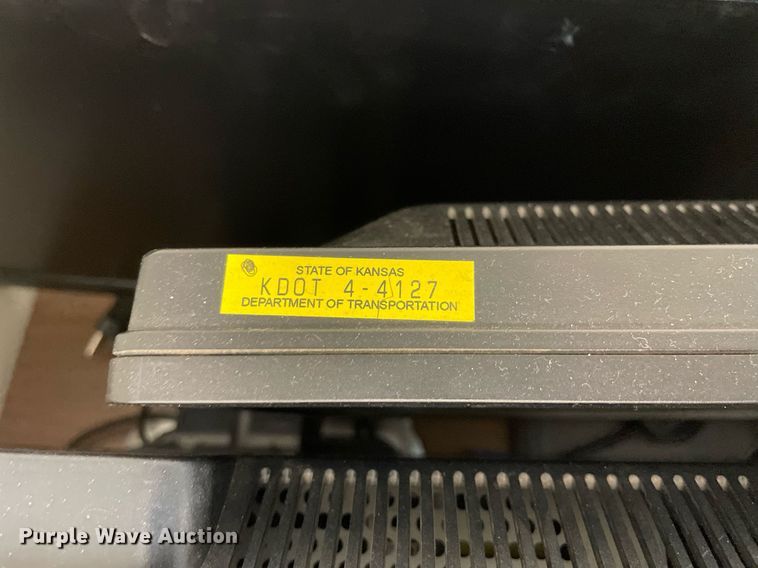 STATE OF KANSAS
KDOT 4-4127
DEPARTMENT OF TRANSPORTATION
Purple Wave Auction